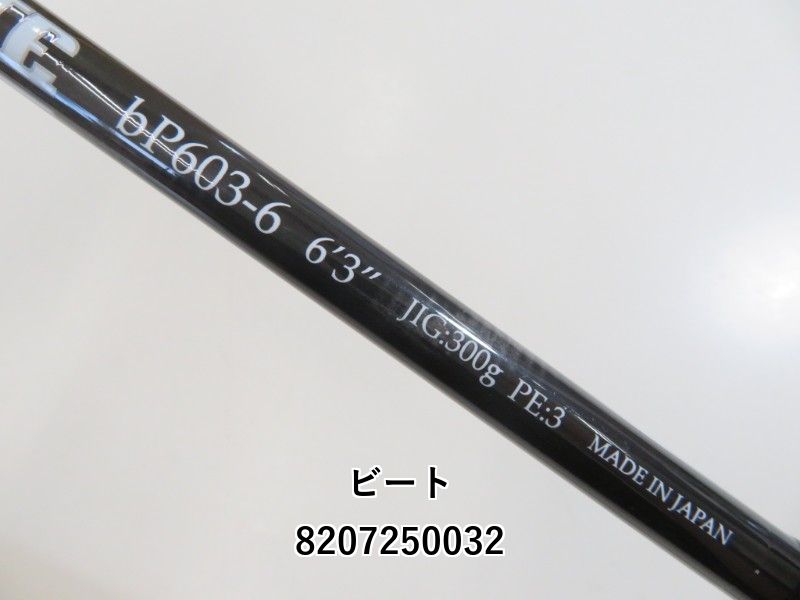 E
bP603-6 6'3" JIG:300g PE:3 MADE IN JAPAN
ビート
8207250032